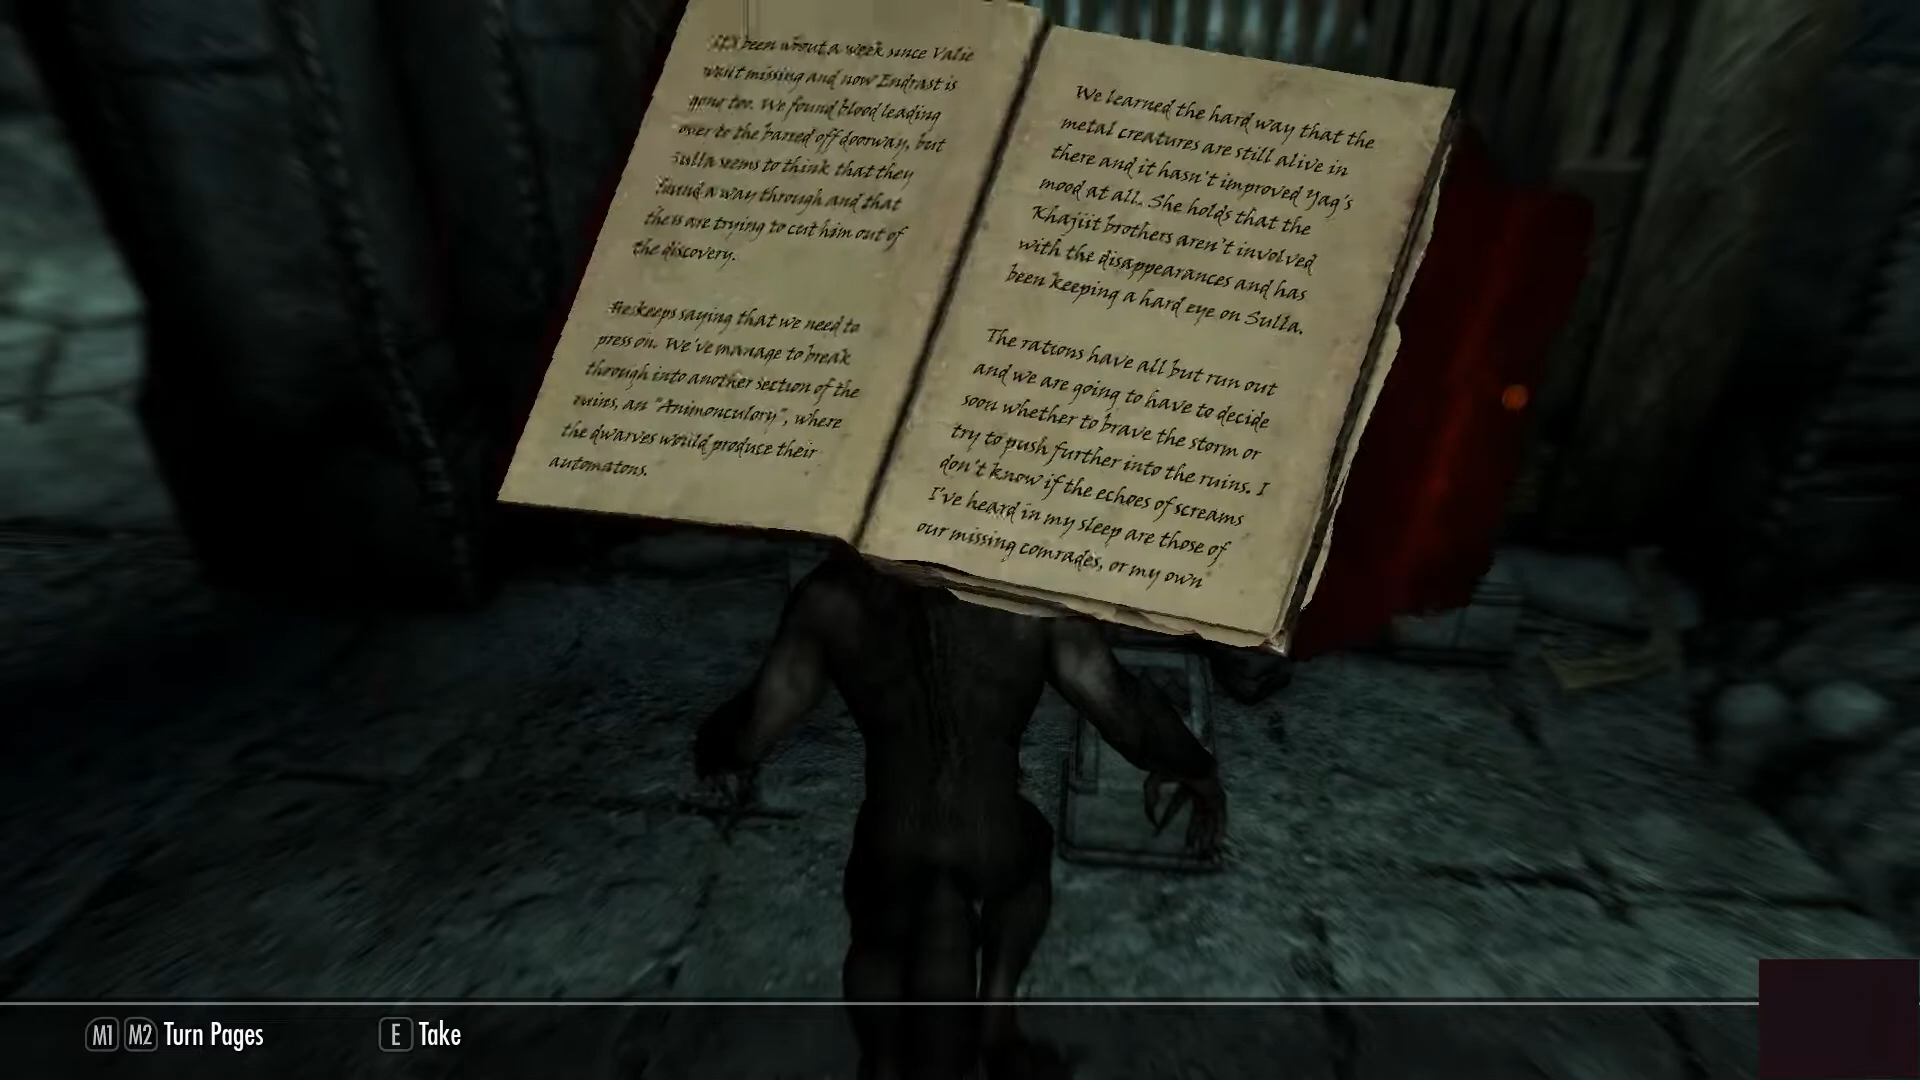 It's been about a week since Valie
went missing and now Endrast is
gone too. We found blood leading
over to the barred off doorway, but
Sulla seems to think that they
found a way through and that
theis are trying to cut him out of
the discovery.
keeps saying that we need to
press on. We've manage to break
through into another section of the
ruins, an "Animonculory", where
the dwarves would produce their
automatons.
We learned the hard way that the
metal creatures are still alive in
there and it hasn't improved Yag's
mood at all. She holds that the
Khajiit brothers aren't involved
with the disappearances and has
been keeping a hard eye on Sulla.
The rations have all but run out
and we are going to have to decide
soon whether to brave the storm or
try to push further into the ruins. I
don't know if the echoes of screams
I've heard in my sleep are those of
our missing comrades, or my own
M1 M2 Turn Pages
E Take